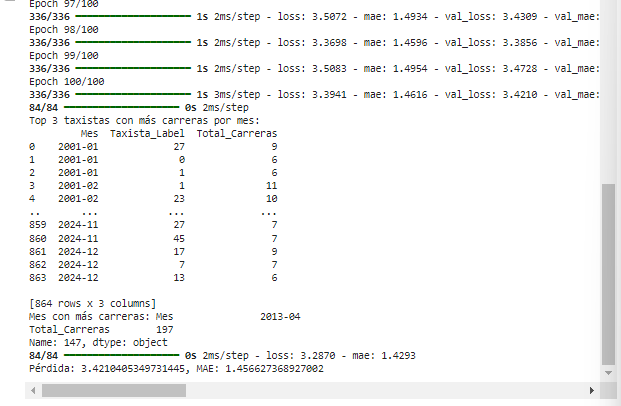 Epoch 97/100
336/336 ━━━━━━━━━━━━━━━━━━━━ 1s 2ms/step - loss: 3.5072 - mae: 1.4934 - val_loss: 3.4309 - val_mae:
Epoch 98/100
336/336 ━━━━━━━━━━━━━━━━━━━━ 1s 2ms/step - loss: 3.3698 - mae: 1.4596 - val_loss: 3.3856 - val_mae:
Epoch 99/100
336/336 ━━━━━━━━━━━━━━━━━━━━ 1s 2ms/step - loss: 3.5083 - mae: 1.4954 - val_loss: 3.4728 - val_mae:
Epoch 100/100
336/336 ━━━━━━━━━━━━━━━━━━━━ 1s 3ms/step - loss: 3.3941 - mae: 1.4616 - val_loss: 3.4210 - val_mae:
84/84 ━━━━━━━━━━━━━━━━━━━━ 0s 2ms/step
Top 3 taxistas con más carreras por mes:
Mes Taxista_Label Total_Carreras
0 2001-01 27 9
1 2001-01 0 6
2 2001-01 1 6
3 2001-02 1 11
4 2001-02 23 10
.. ... ... ...
859 2024-11 27 7
860 2024-11 45 7
861 2024-12 17 9
862 2024-12 7 7
863 2024-12 13 6
[864 rows x 3 columns]
Mes con más carreras: Mes 2013-04
Total_Carreras 197
Name: 147, dtype: object
84/84 ━━━━━━━━━━━━━━━━━━━━ 0s 2ms/step - loss: 3.2870 - mae: 1.4293
Pérdida: 3.4210405349731445, MAE: 1.456627368927002